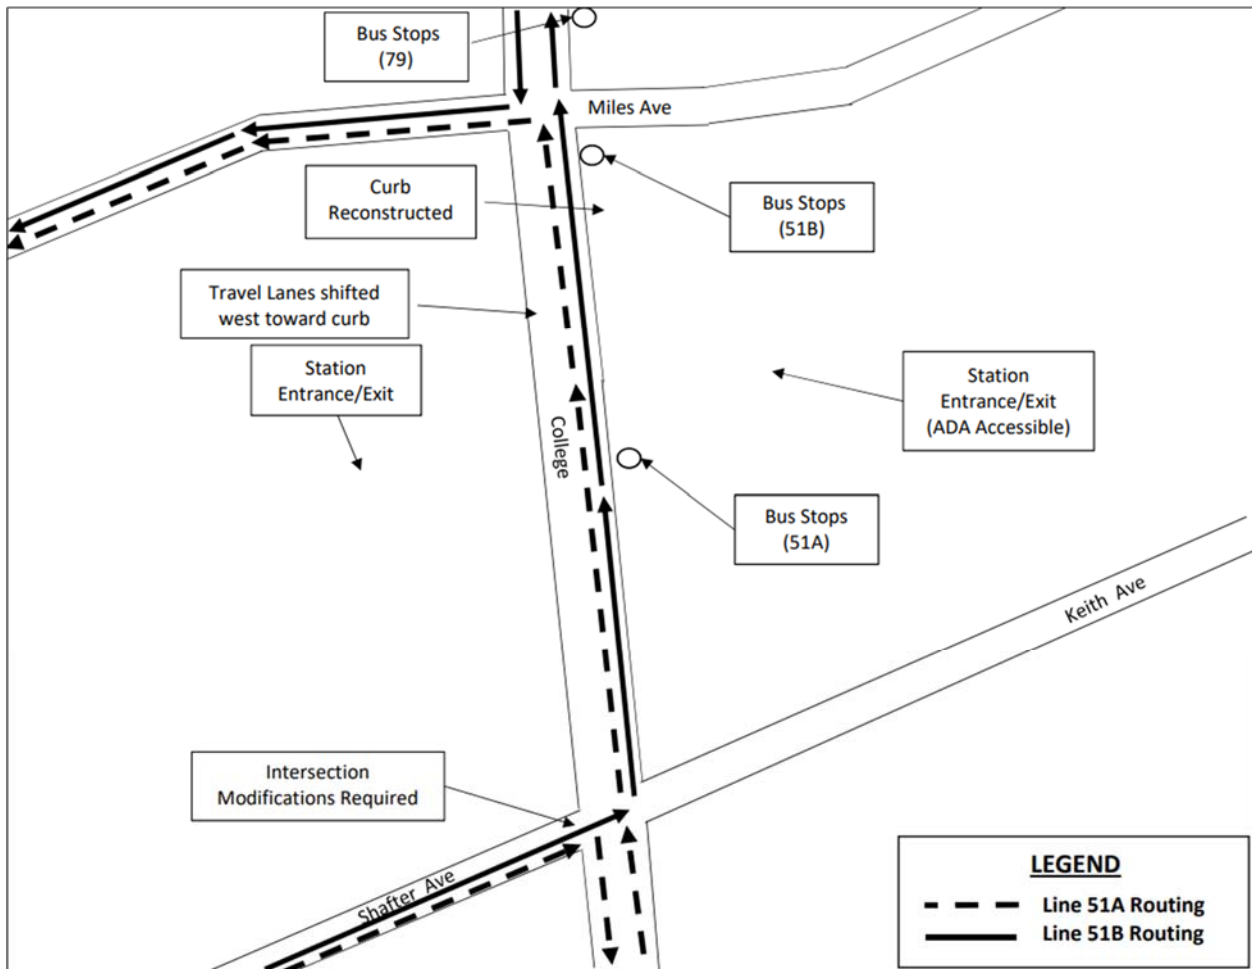 Bus Stops
(79)
Miles Ave
Curb
Reconstructed
Bus Stops
(51B)
Travel Lanes shifted
west toward curb
Station
Entrance/Exit
Station
Entrance/Exit
(ADA Accessible)
College
Bus Stops
(51A)
Keith Ave
Intersection
Modifications Required
Shafter Ave
LEGEND
Line 51A Routing
Line 51B Routing